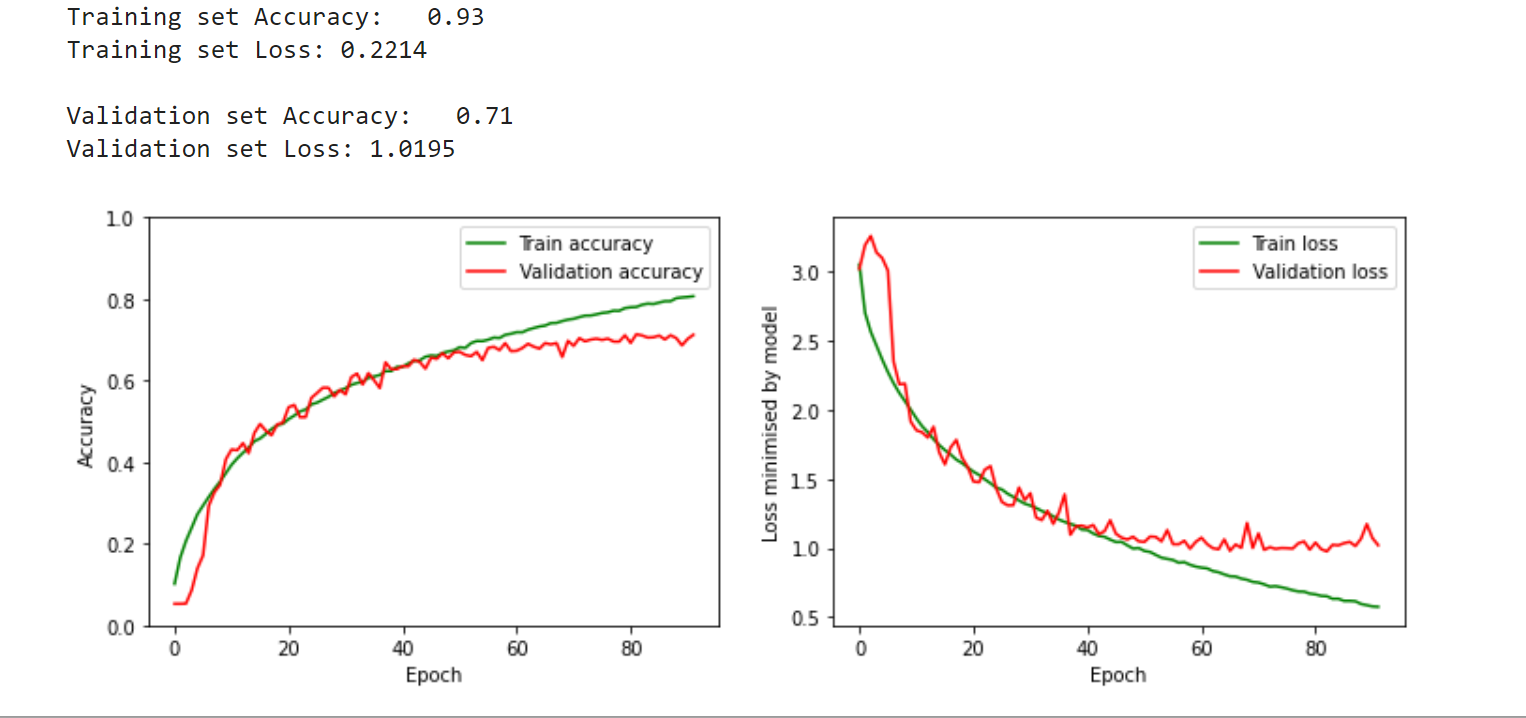 Training set Accuracy:   0.93
Training set Loss: 0.2214
Validation set Accuracy:   0.71
Validation set Loss: 1.0195
1.0
0.8
0.6
0.4
0.2
0.0
Accuracy
Train accuracy
Validation accuracy
0 20 40 60 80
Epoch
3.0
2.5
2.0
1.5
1.0
0.5
Loss minimised by model
Train loss
Validation loss
0 20 40 60 80
Epoch